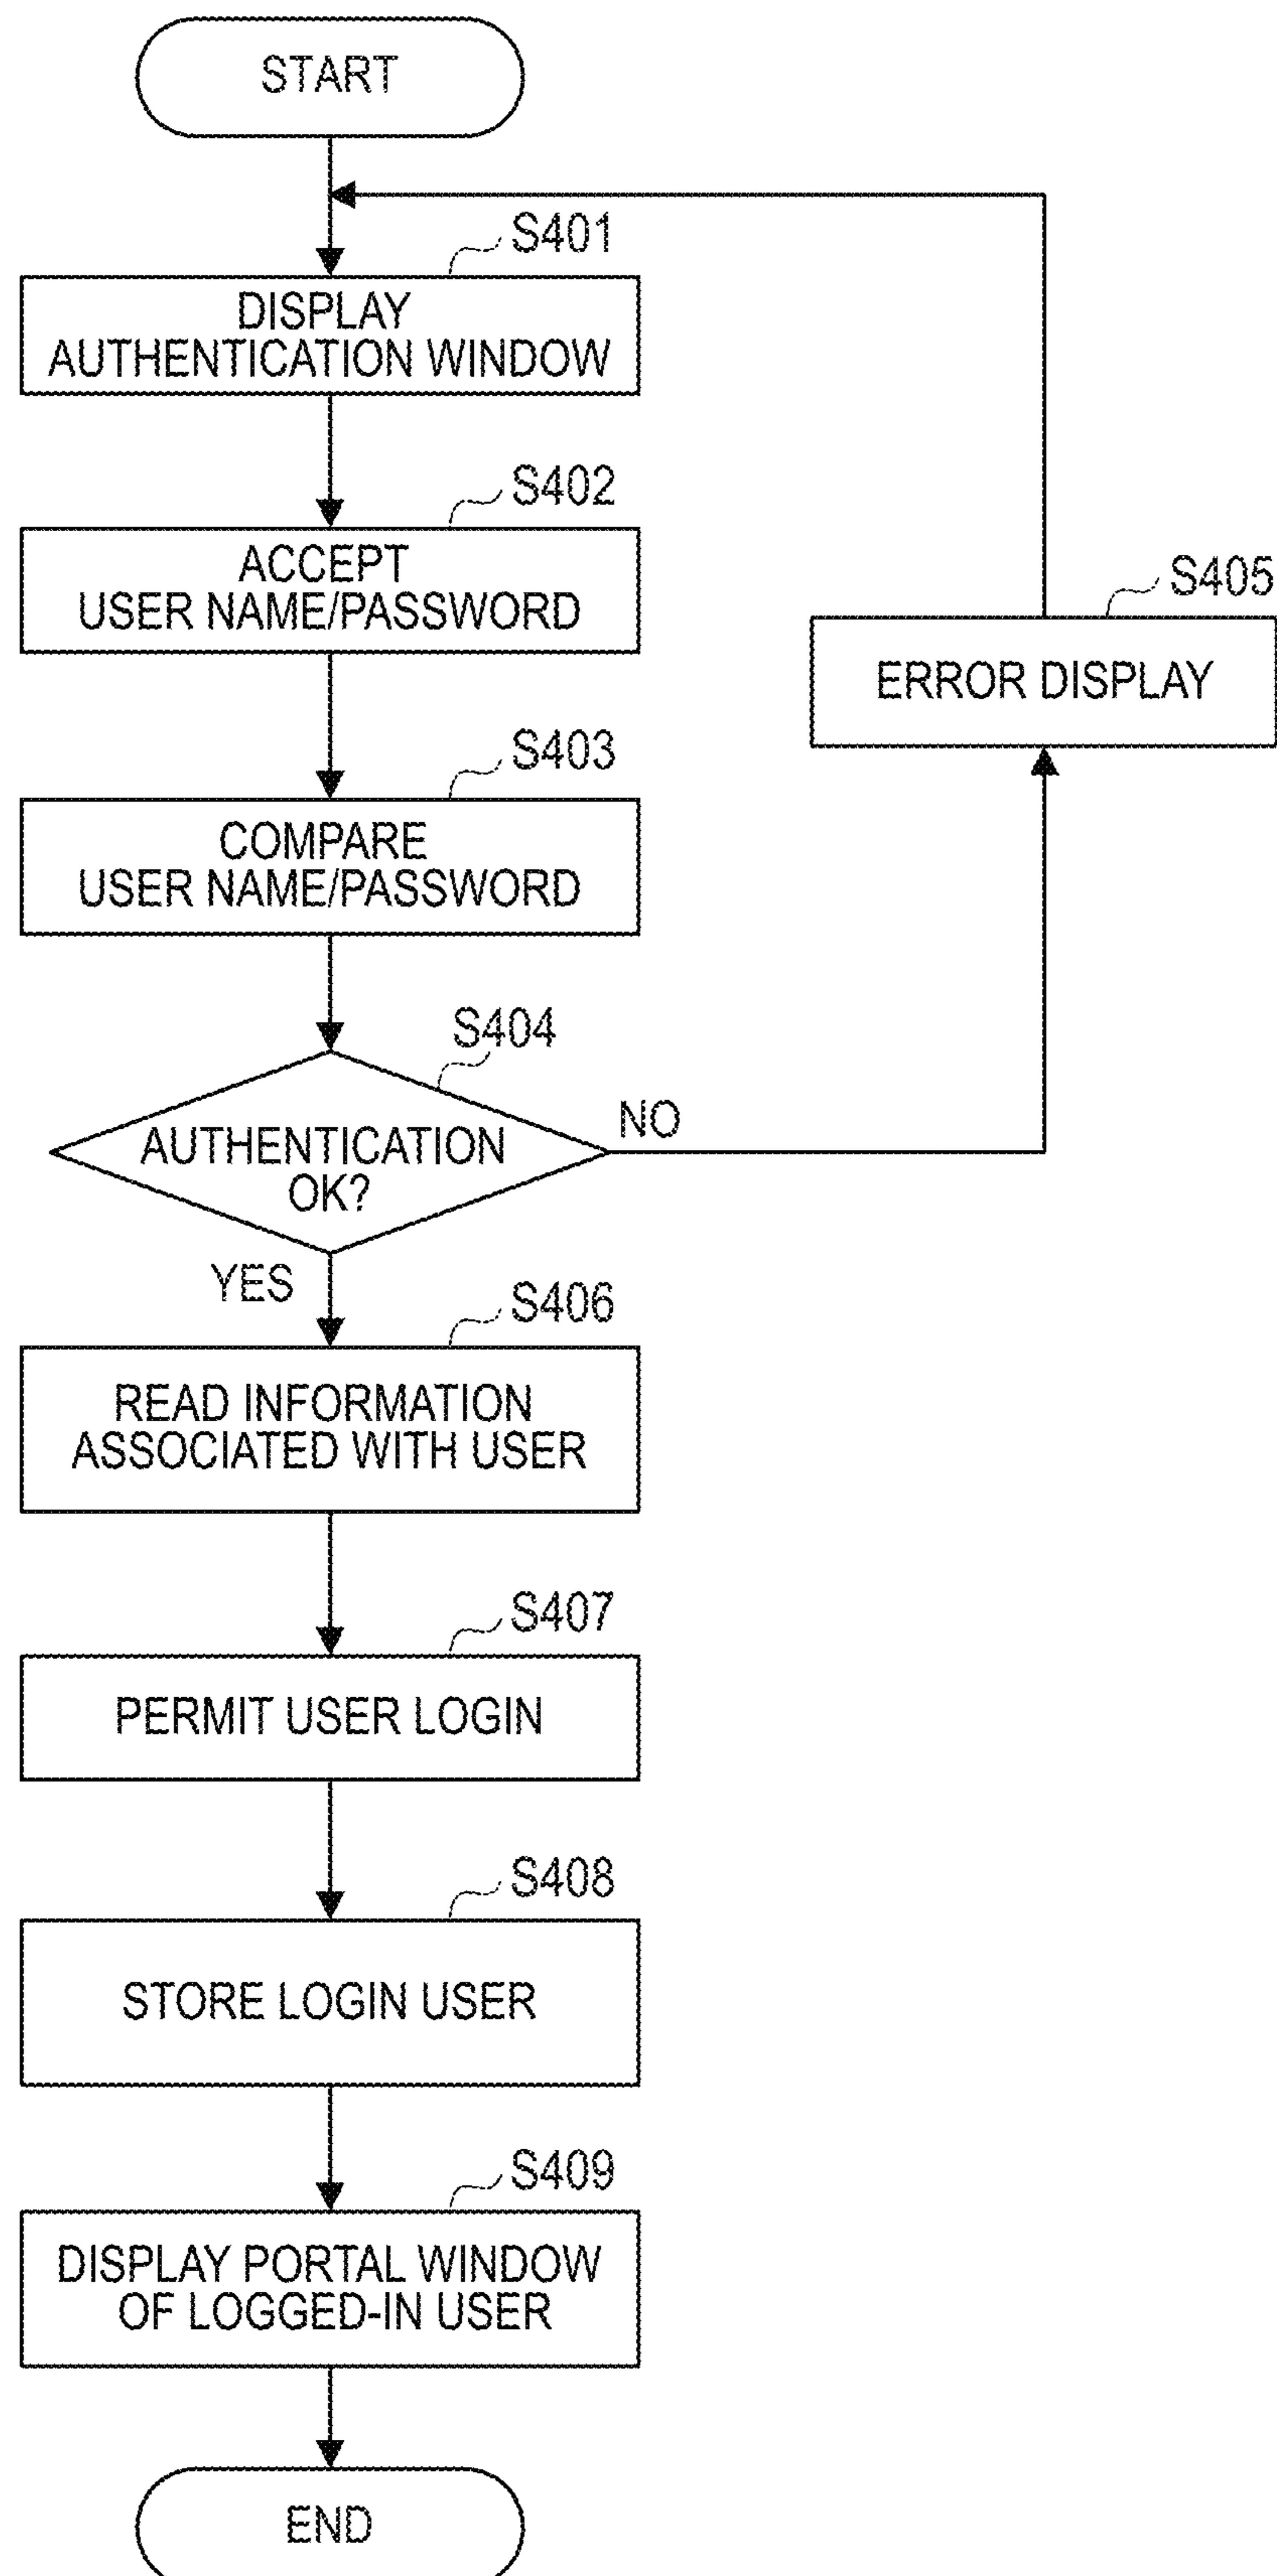 START
S401
DISPLAY
AUTHENTICATION WINDOW
S402
ACCEPT
USER NAME/PASSWORD
S405
ERROR DISPLAY
S403
COMPARE
USER NAME/PASSWORD
S404
AUTHENTICATION
OK?
NO
YES
S406
READ INFORMATION
ASSOCIATED WITH USER
S407
PERMIT USER LOGIN
S408
STORE LOGIN USER
S409
DISPLAY PORTAL WINDOW
OF LOGGED-IN USER
END